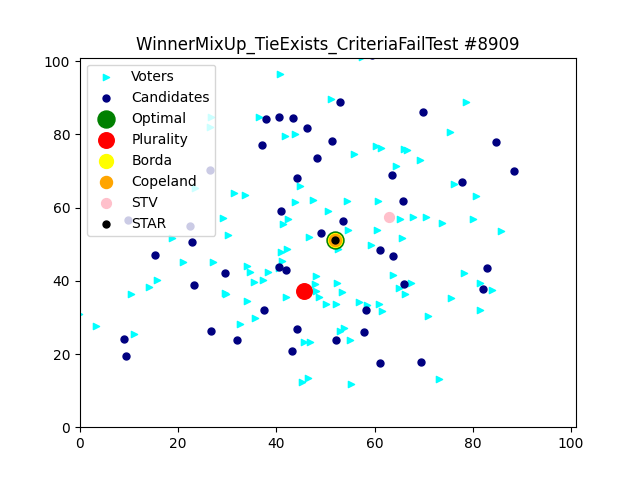 WinnerMixUp_TieExists_CriteriaFailTest #8909
100
80
60
40
20
0
Voters
Candidates
Optimal
Plurality
Borda
Copeland
STV
STAR
0 20 40 60 80 100